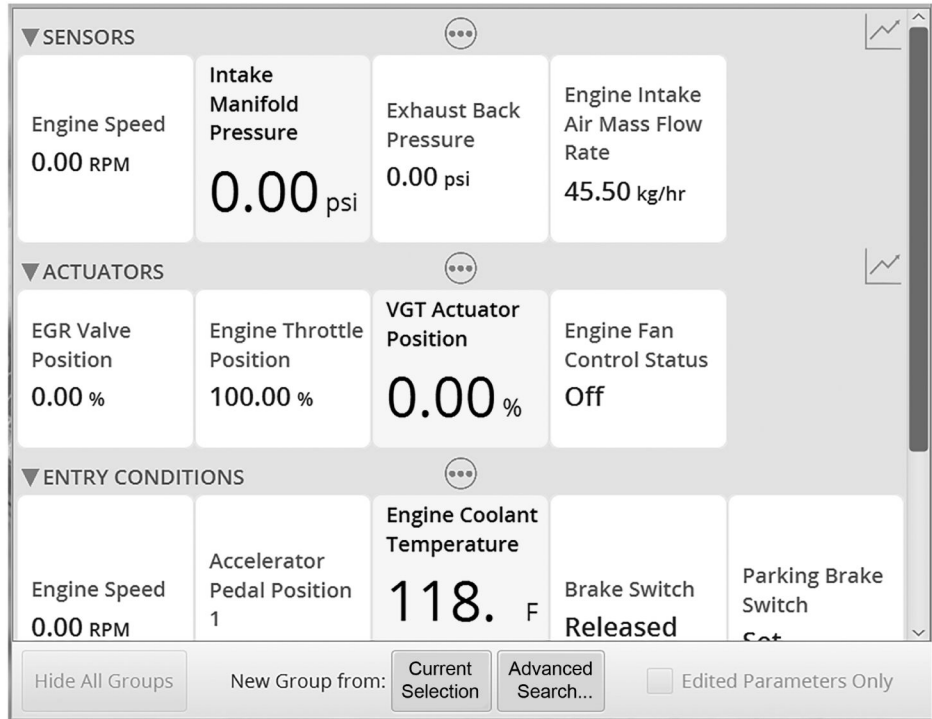 SENSORS
Engine Speed
0.00 RPM
Intake
Manifold
Pressure
0.00 psi
Exhaust Back
Pressure
0.00 psi
Engine Intake
Air Mass Flow
Rate
45.50 kg/hr
ACTUATORS
EGR Valve
Position
0.00 %
Engine Throttle
Position
100.00 %
VGT Actuator
Position
0.00 %
Engine Fan
Control Status
Off
ENTRY CONDITIONS
Engine Speed
0.00 RPM
Accelerator
Pedal Position
1
Engine Coolant
Temperature
118. F
Brake Switch
Released
Parking Brake
Switch
Set
Hide All Groups
New Group from:
Current
Selection
Advanced
Search...
Edited Parameters Only